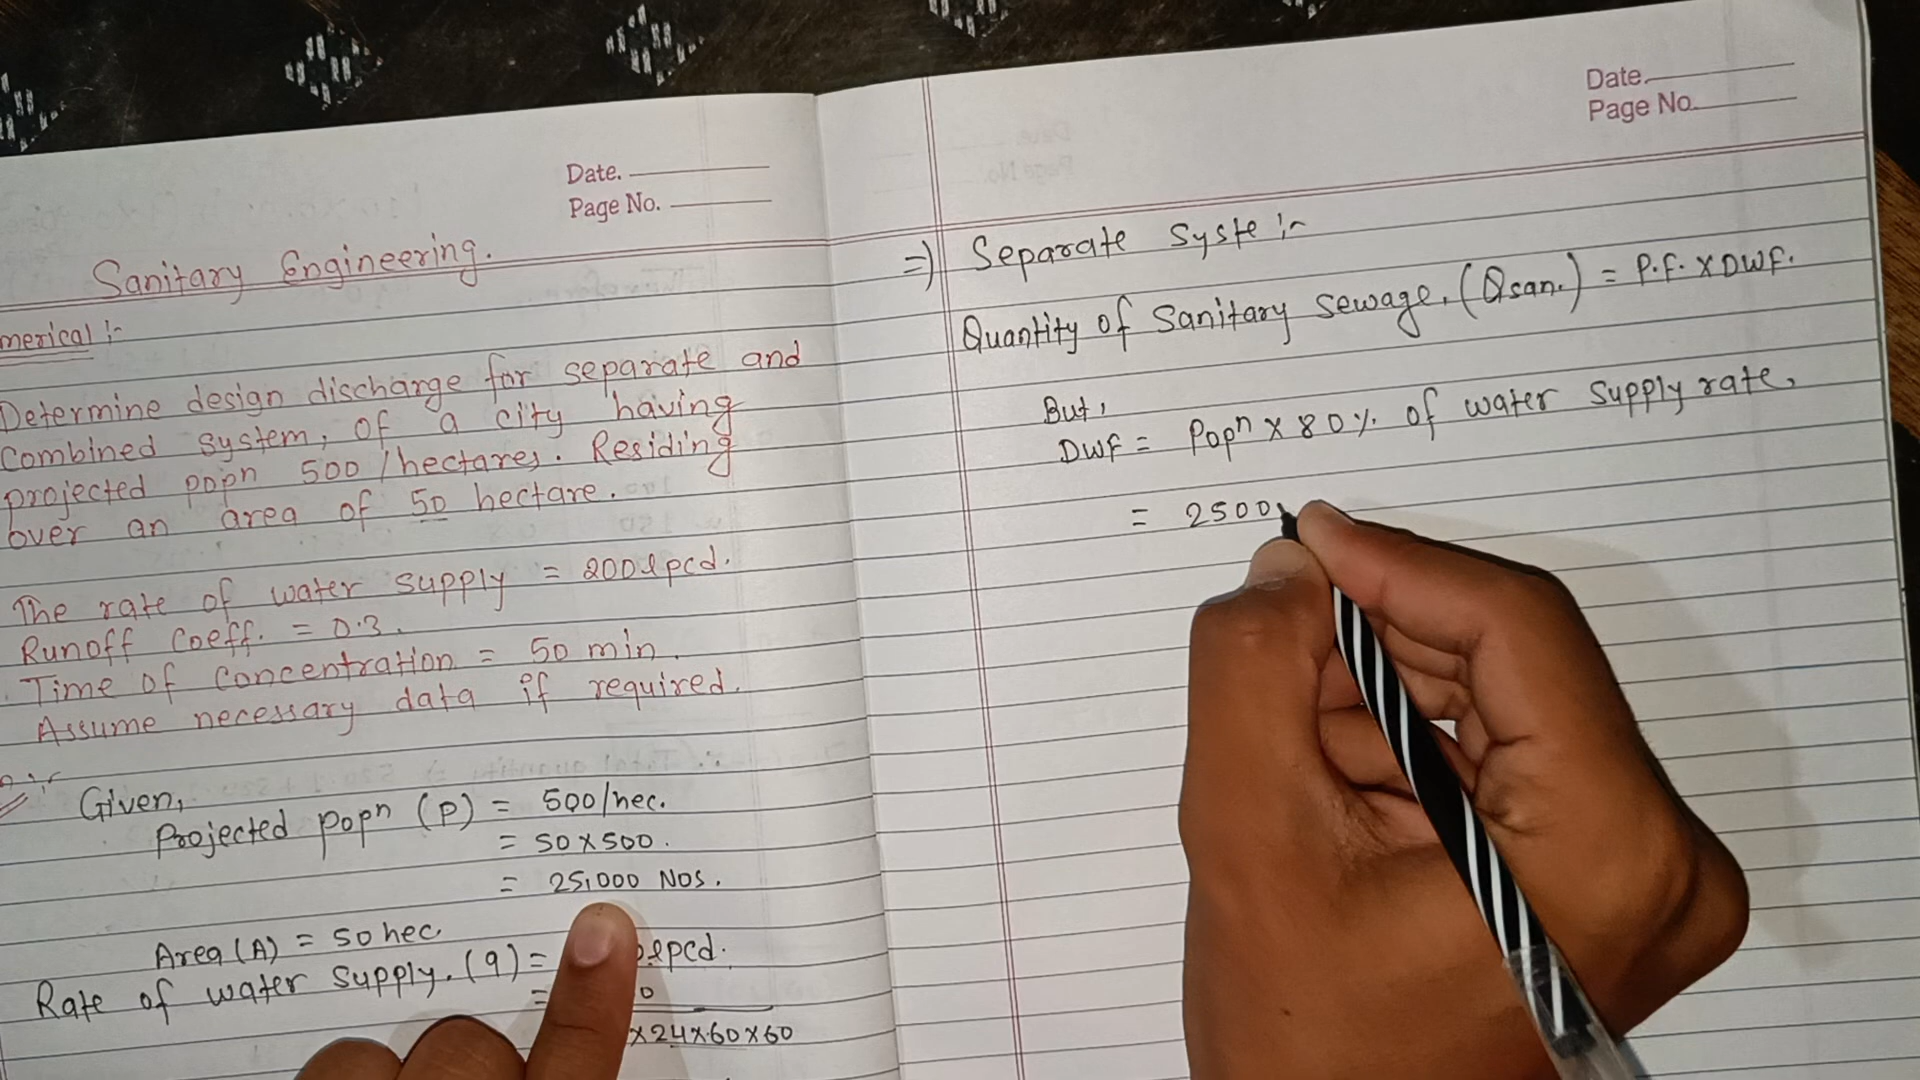 Date.
Page No.
Sanitary Engineering.
merical :-
Determine design discharge for separate and
Combined system, of a city having
projected popn 500/hectares. Residing
over an area of 50 hectare.
The rate of water supply = 200lpcd.
Runoff Coeff. = 0.3.
Time of Concentration = 50 min.
Assume necessary data if required.
Given,
Projected popn (P) = 500/hec.
= 50 x 500.
= 25,000 Nos.
Area (A) = 50 hec
Rate of water supply. (q) = lpcd.
= 0
x24x60x60
Date.
Page No.
=) Separate Syste :-
Quantity of Sanitary Sewage. (Qsan.) = P.F. X DWF.
But,
DWF = Popn x 80 %. of water supply rate.
= 2500